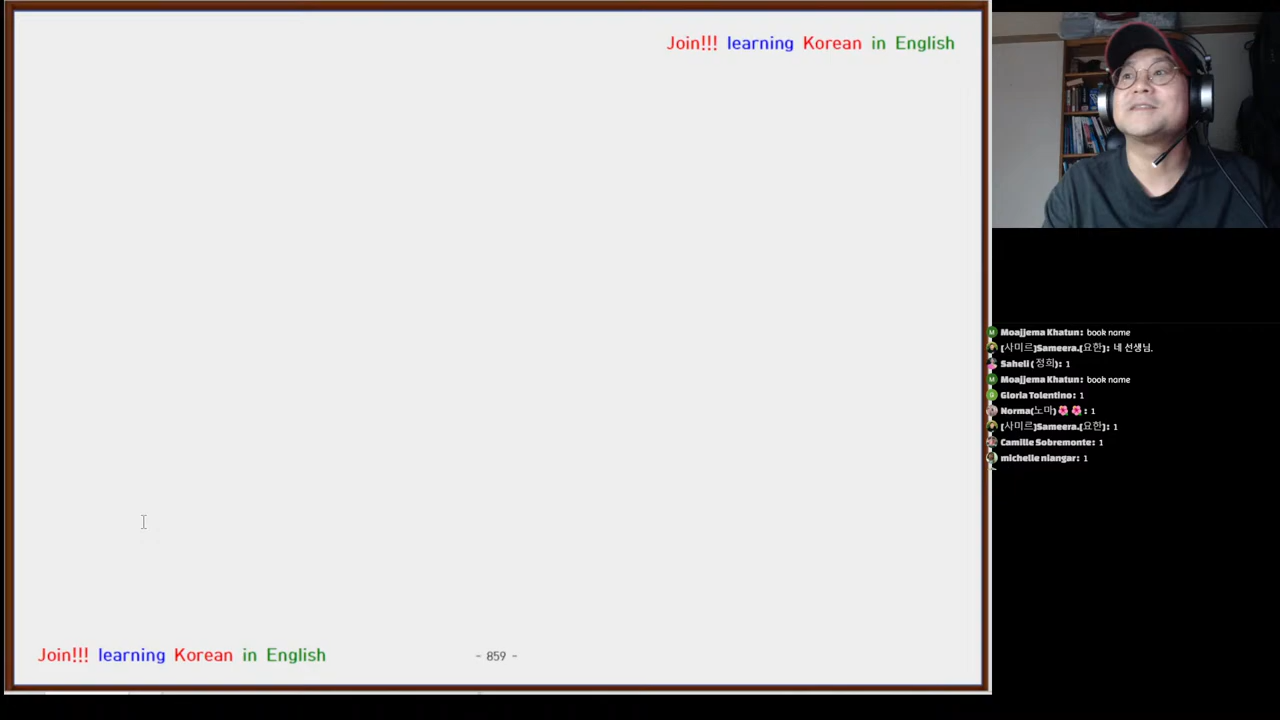 Join!!! learning Korean in English
Moajjema Khatun: book name
[사미르]Sameera.[요한]: 네 선생님.
Saheli ( 정희): 1
Moajjema Khatun: book name
Gloria Tolentino: 1
Norma(노마)🌺 🌺 : 1
[사미르]Sameera.[요한]: 1
Camille Sobremonte: 1
michelle niangar: 1
Join!!! learning Korean in English
- 859 -